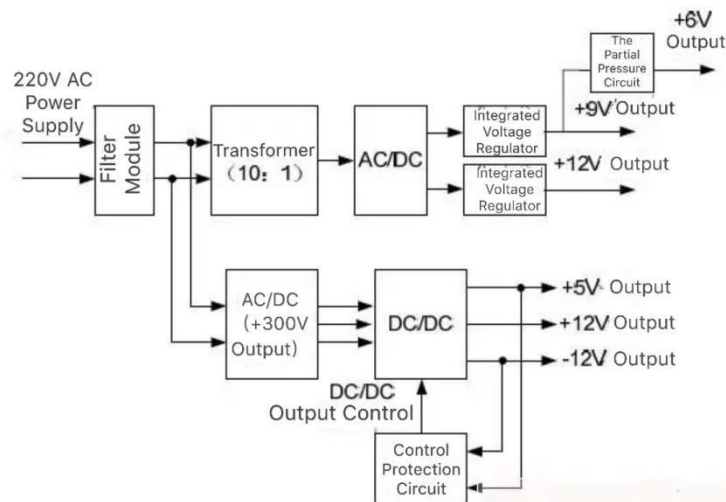 +6V
Output
The
Partial
Pressure
Circuit
220V AC
Power
Supply
Filter
Module
Transformer
（10：1）
AC/DC
Integrated
Voltage
Regulator
+9V Output
Integrated
Voltage
Regulator
+12V Output
AC/DC
(+300V
Output)
DC/DC
+5V Output
+12V Output
-12V Output
DC/DC
Output Control
Control
Protection
Circuit